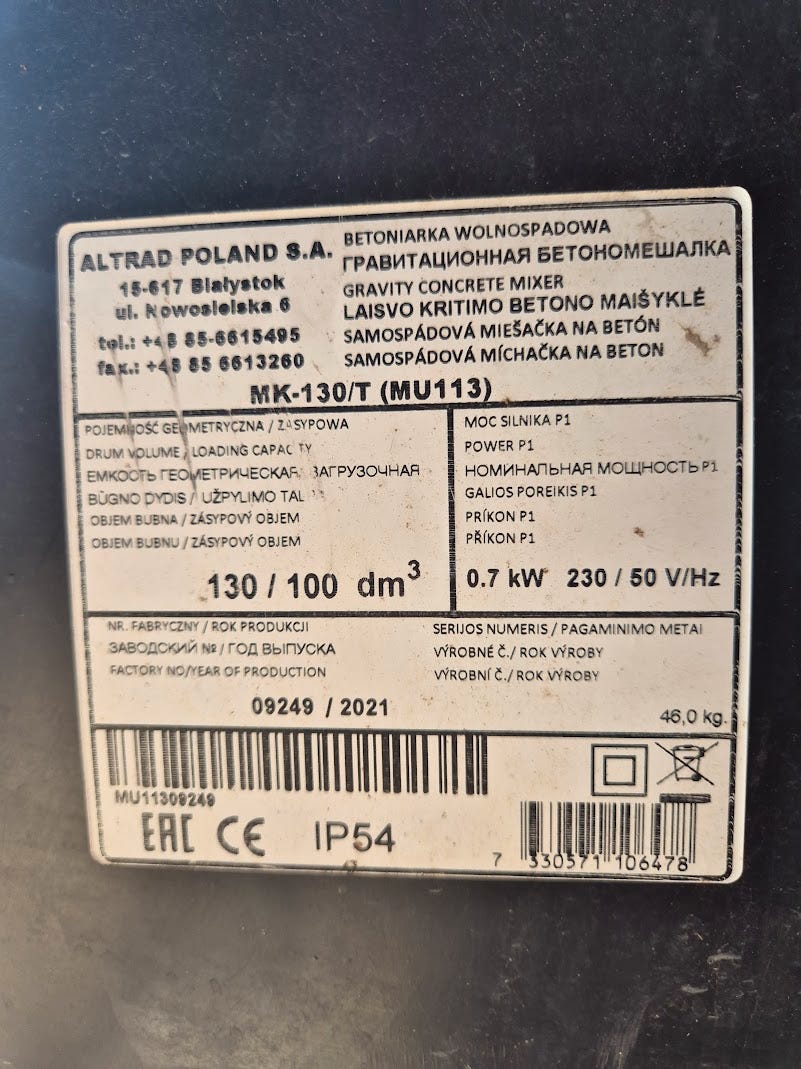 ALTRAD POLAND S.A.
15-617 Białystok
ul. Nowosielska 6
tel.: +48 85-6615495
fax.: +48 85 6613260
BETONIARKA WOLNOSPADOWA
ГРАВИТАЦИОННАЯ БЕТОНОМЕШАЛКА
GRAVITY CONCRETE MIXER
LAISVO KRITIMO BETONO MAIŠYKLĖ
SAMOSPÁDOVÁ MIEŠAČKA NA BETÓN
SAMOSPÁDOVÁ MÍCHAČKA NA BETON
MK-130/T (MU113)
POJEMNOŚĆ GEOMETRYCZNA / ZASYPOWA
DRUM VOLUME / LOADING CAPACITY
ЕМКОСТЬ ГЕОМЕТРИЧЕСКАЯ, ЗАГРУЗОЧНАЯ
BŪGNO DYDIS / UŽPYLIMO
OBJEM BUBNA / ZÁSYPOVÝ OBJEM
OBJEM BUBNU / ZÁSYPOVÝ OBJEM
130 / 100 dm³
MOC SILNIKA P1
POWER P1
НОМИНАЛЬНАЯ МОЩНОСТЬ P1
GALIOS POREIKIS P1
PRÍKON P1
PŘÍKON P1
0.7 kW 230 / 50 V/Hz
NR. FABRYCZNY / ROK PRODUKCJI
ЗАВОДСКИЙ № / ГОД ВЫПУСКА
FACTORY NO/YEAR OF PRODUCTION
SERIJOS NUMERIS / PAGAMINIMO METAI
VÝROBNÉ Č./ ROK VÝROBY
VÝROBNÍ Č./ ROK VÝROBY
09249 / 2021
46,0 kg.
MU11309249
EAC CE IP54
7 330571 106478